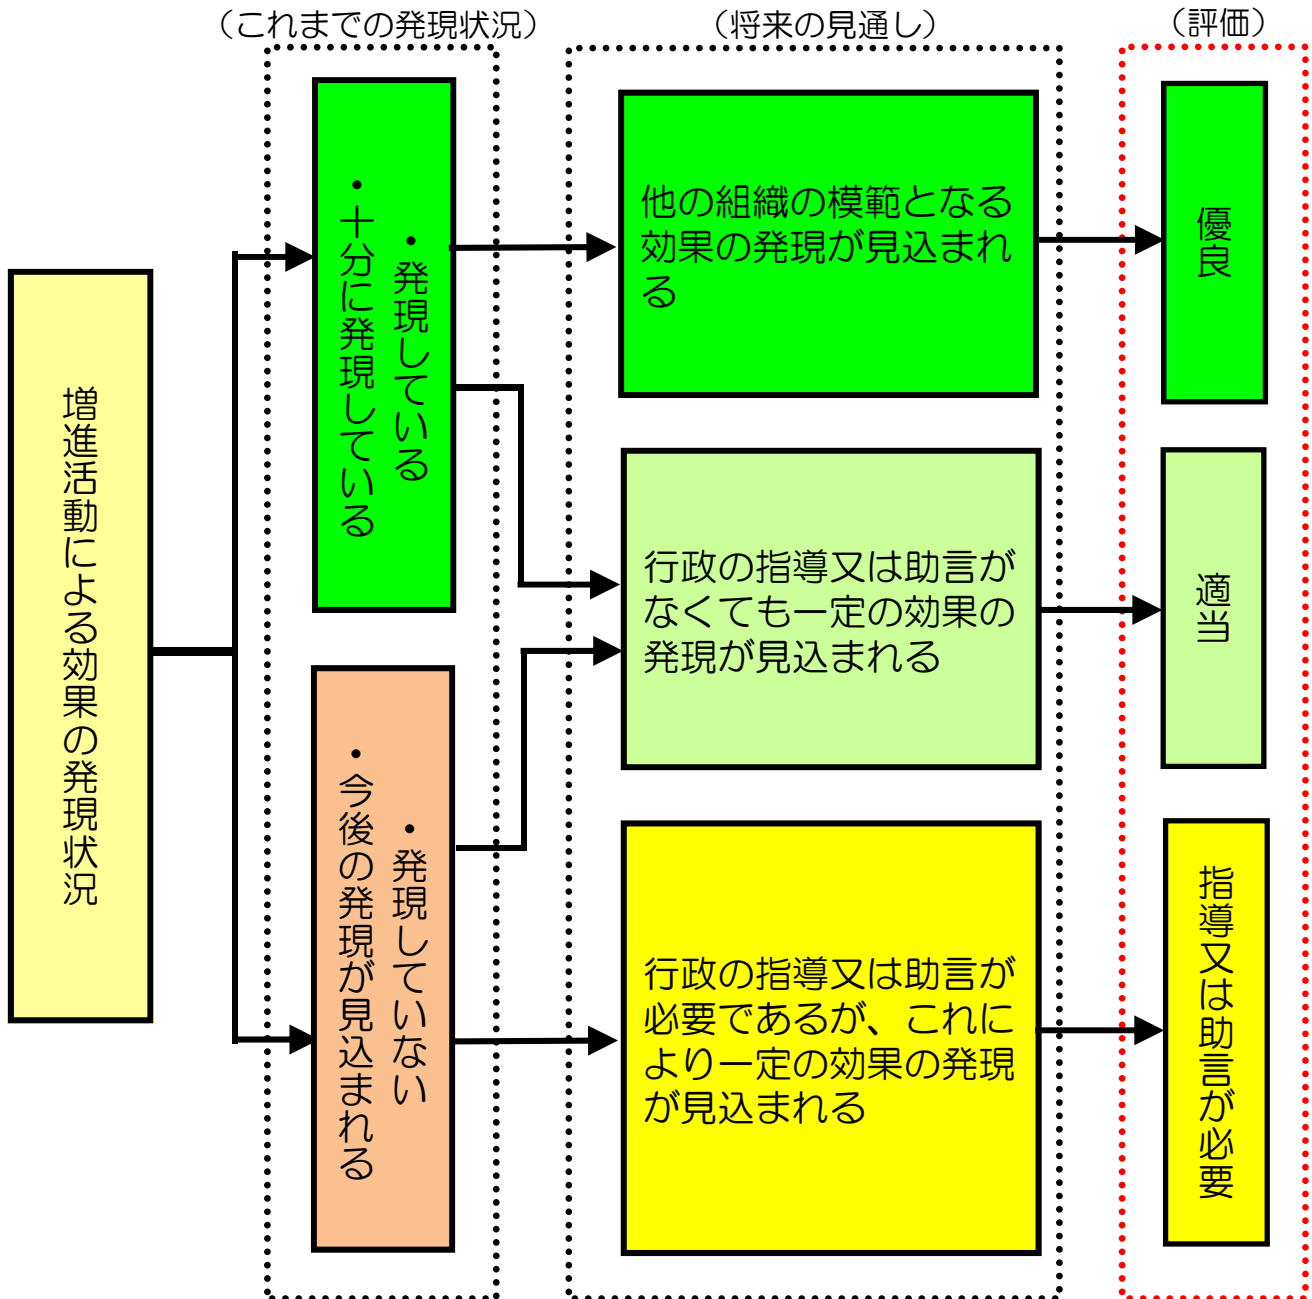 （これまでの発現状況）
（将来の見通し）
（評価）
増進活動による効果の発現状況
・発現している
・十分に発現している
・発現していない
・今後の発現が見込まれる
他の組織の模範となる
効果の発現が見込まれ
る
行政の指導又は助言が
なくても一定の効果の
発現が見込まれる
行政の指導又は助言が
必要であるが、これに
より一定の効果の発現
が見込まれる
優良
適当
指導又は助言が必要